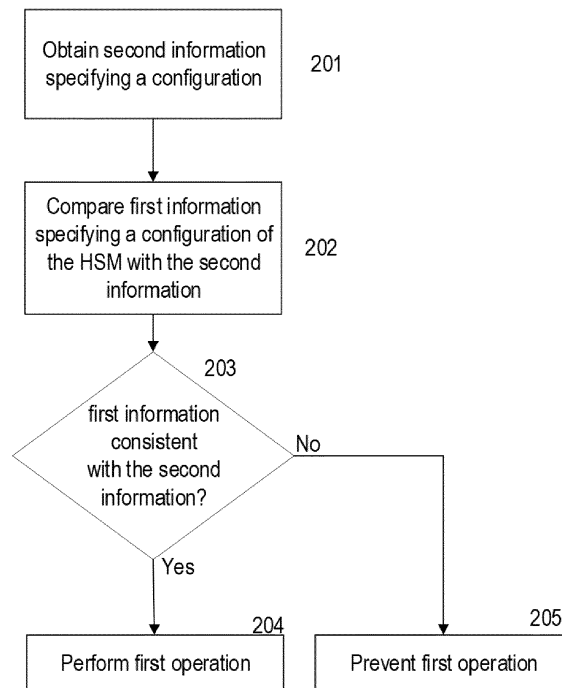 Obtain second information
specifying a configuration
201
Compare first information
specifying a configuration of
the HSM with the second
information
202
203
first information
consistent
with the second
information?
No
Yes
204
Perform first operation
205
Prevent first operation